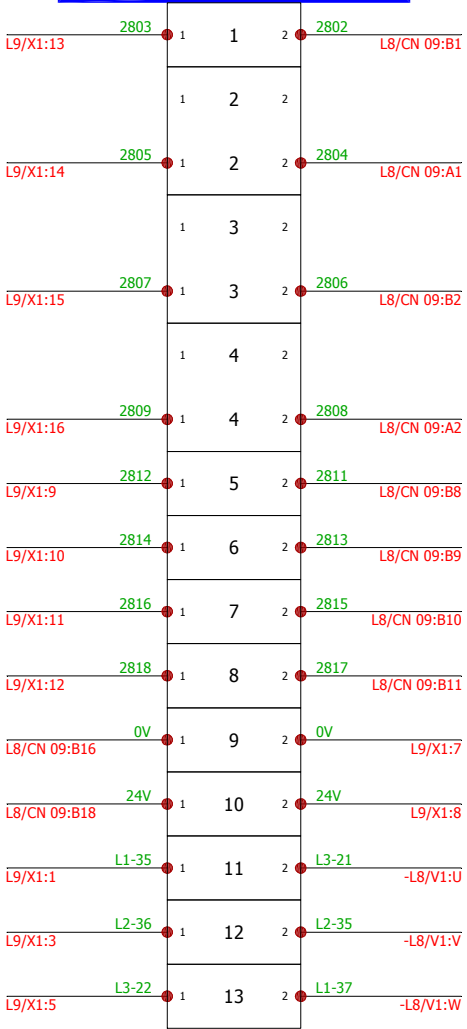 2803 2802
1 1 2
L9/X1:13 L8/CN 09:B1
1 2 2
2805 2804
1 2 2
L9/X1:14 L8/CN 09:A1
1 3 2
2807 2806
1 3 2
L9/X1:15 L8/CN 09:B2
1 4 2
2809 2808
1 4 2
L9/X1:16 L8/CN 09:A2
2812 2811
1 5 2
L9/X1:9 L8/CN 09:B8
2814 2813
1 6 2
L9/X1:10 L8/CN 09:B9
2816 2815
1 7 2
L9/X1:11 L8/CN 09:B10
2818 2817
1 8 2
L9/X1:12 L8/CN 09:B11
0V 0V
1 9 2
L8/CN 09:B16 L9/X1:7
24V 24V
1 10 2
L8/CN 09:B18 L9/X1:8
L1-35 L3-21
1 11 2
L9/X1:1 -L8/V1:U
L2-36 L2-35
1 12 2
L9/X1:3 -L8/V1:V
L3-22 L1-37
1 13 2
L9/X1:5 -L8/V1:W